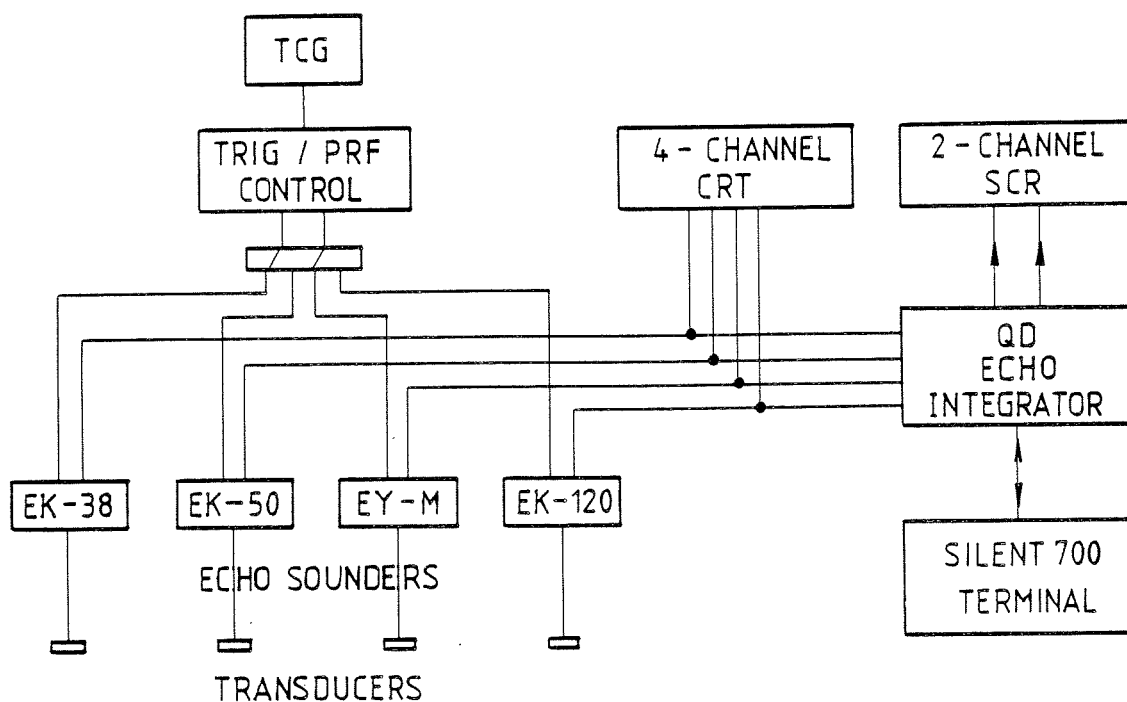 TCG
TRIG / PRF
CONTROL
4 - CHANNEL
CRT
2 - CHANNEL
SCR
QD
ECHO
INTEGRATOR
EK-38
EK-50
EY-M
EK-120
ECHO SOUNDERS
SILENT 700
TERMINAL
TRANSDUCERS